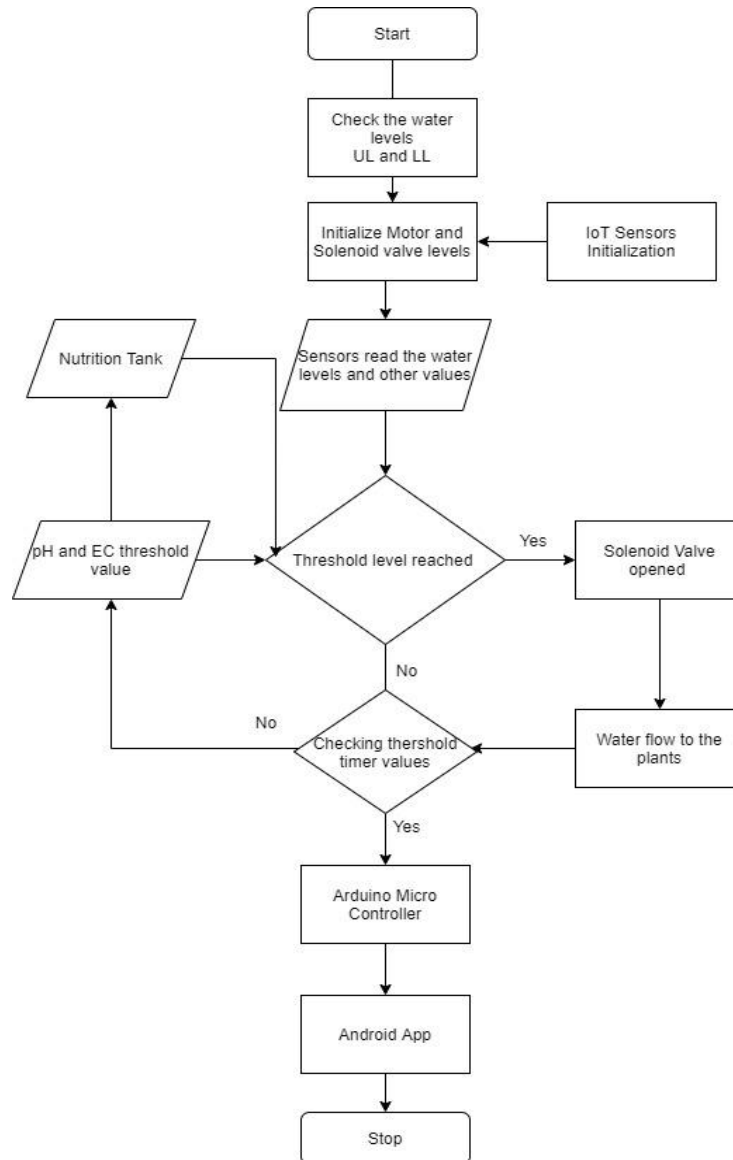 Start
Check the water
levels
UL and LL
Initialize Motor and
Solenoid valve levels
IoT Sensors
Initialization
Nutrition Tank
Sensors read the water
levels and other values
pH and EC threshold
value
Threshold level reached
Yes
Solenoid Valve
opened
No
No
Checking thershold
timer values
Water flow to the
plants
Yes
Arduino Micro
Controller
Android App
Stop